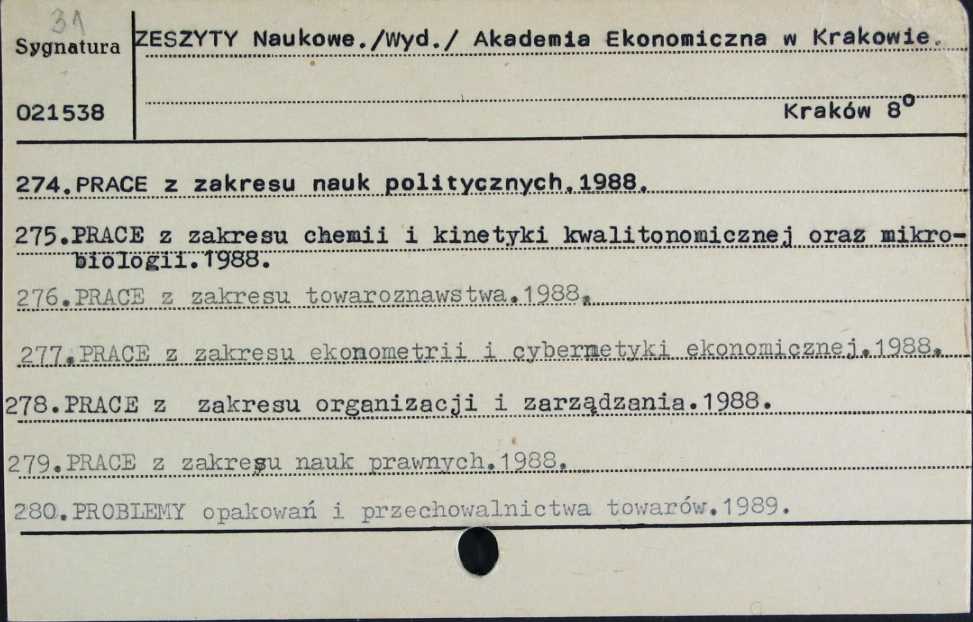 31
Sygnatura
ZESZYTY Naukowe./Wyd./ Akademia Ekonomiczna w Krakowie.
021538
Kraków 8º
274.PRACE z zakresu nauk politycznych.1988.
275.PRACE z zakresu chemii i kinetyki kwalitonomicznej oraz mikro-
biologii.1988.
276.PRACE z zakresu towaroznawstwa.1988.
277.PRACE z zakresu ekonometrii i cybernetyki ekonomicznej.1988.
278.PRACE z zakresu organizacji i zarządzania.1988.
279.PRACE z zakresu nauk prawnych.1988.
280.PROBLEMY opakowań i przechowalnictwa towarów.1989.